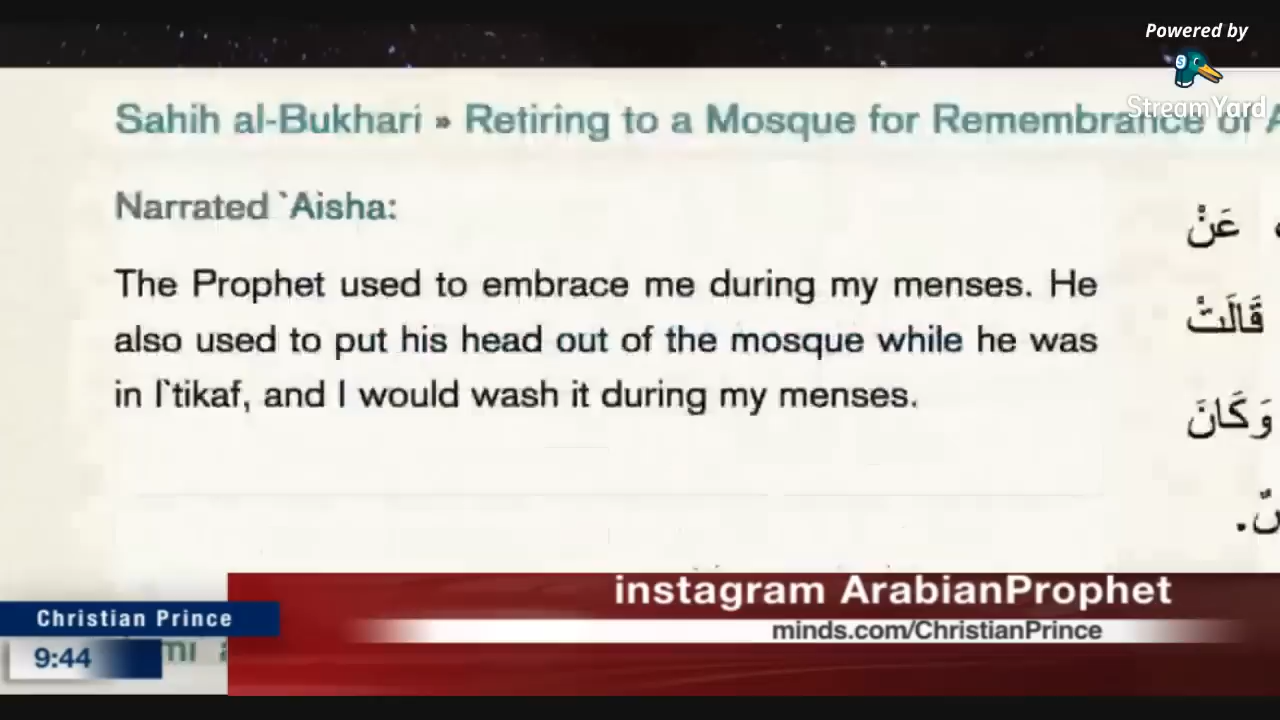 Powered by
StreamYard
Sahih al-Bukhari » Retiring to a Mosque for Remembrance of
Narrated `Aisha:
The Prophet used to embrace me during my menses. He
also used to put his head out of the mosque while he was
in I`tikaf, and I would wash it during my menses.
عَنْ
قَالَتْ
وَكَانَ
instagram ArabianProphet
Christian Prince
minds.com/ChristianPrince
9:44